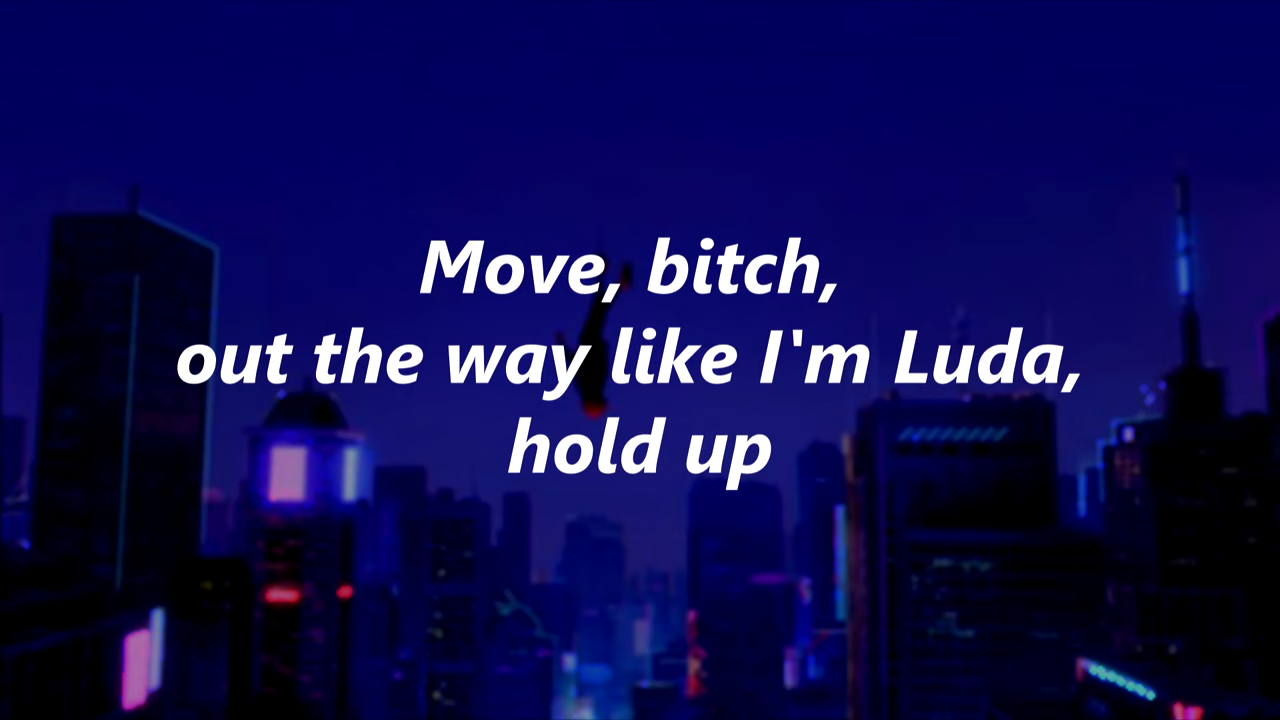 Move, bitch,
out the way like I'm Luda,
hold up